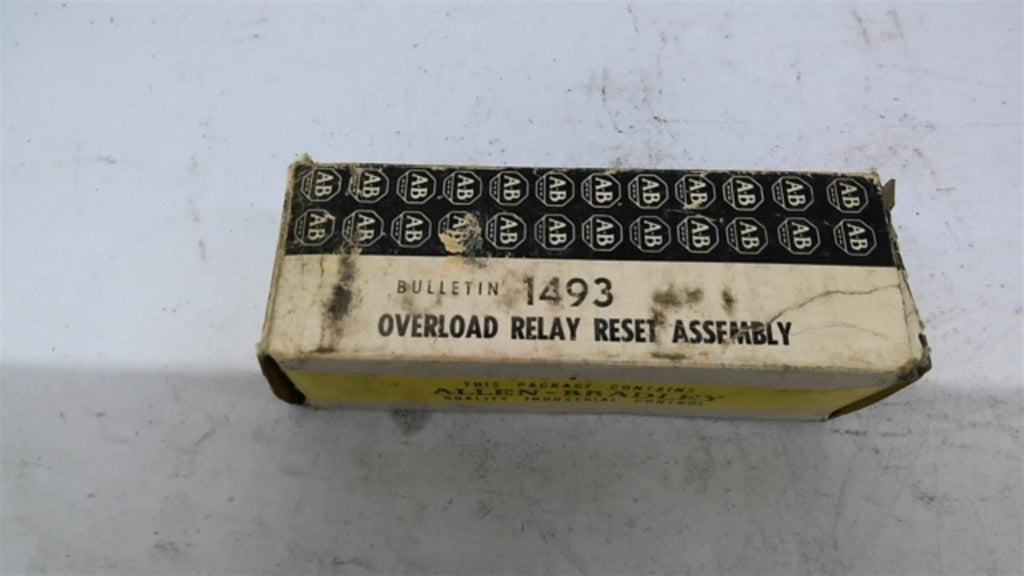 AB AB AB AB AB AB AB AB AB AB AB AB
AB AB AB AB AB AB AB AB AB AB AB AB
BULLETIN 1493
OVERLOAD RELAY RESET ASSEMBLY
THIS PACKAGE CONTAINS
ALLEN-BRADLEY
QUALITY INDUSTRIAL CONTROL